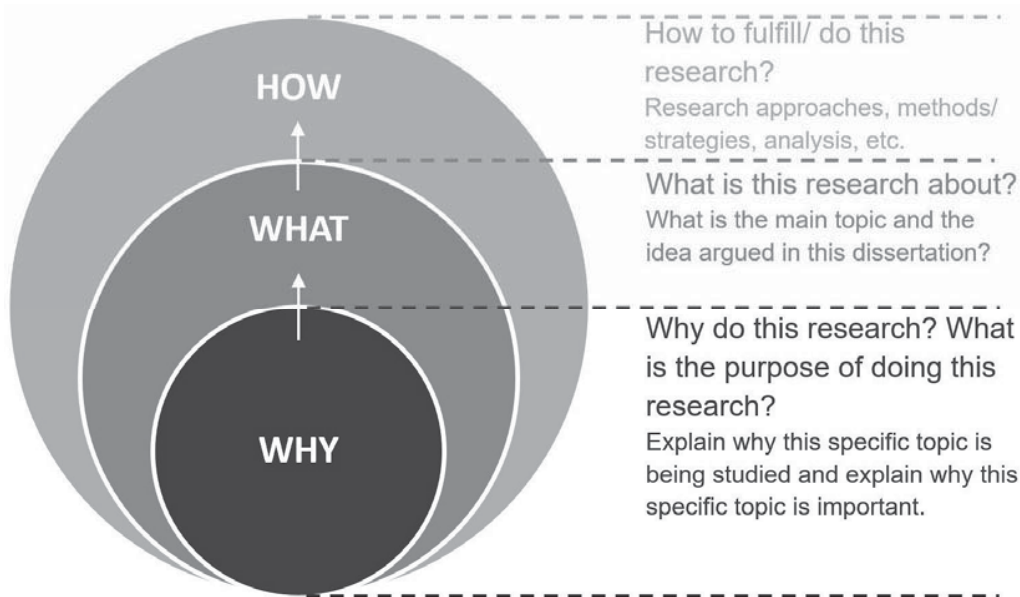 HOW
How to fulfill/ do this
research?
Research approaches, methods/
strategies, analysis, etc.
WHAT
What is this research about?
What is the main topic and the
idea argued in this dissertation?
WHY
Why do this research? What
is the purpose of doing this
research?
Explain why this specific topic is
being studied and explain why this
specific topic is important.